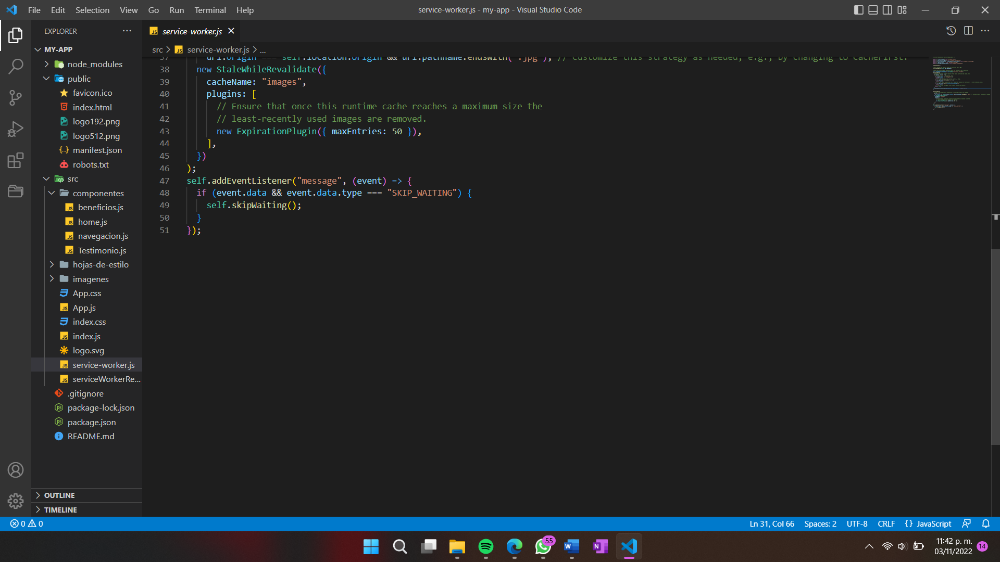 File Edit Selection View Go Run Terminal Help
service-worker.js - my-app - Visual Studio Code
EXPLORER
MY-APP
node_modules
public
favicon.ico
index.html
logo192.png
logo512.png
manifest.json
robots.txt
src
componentes
beneficios.js
home.js
navegacion.js
Testimonio.js
hojas-de-estilo
imagenes
App.css
App.js
index.css
index.js
logo.svg
service-worker.js
serviceWorkerRe...
.gitignore
package-lock.json
package.json
README.md
OUTLINE
TIMELINE
service-worker.js
src > service-worker.js > ...
37 url.origin === self.location.origin && url.pathname.endsWith(".jpg"), // Customize this strategy as needed, e.g., by changing to CacheFirst.
38 new StaleWhileRevalidate({
39 cacheName: "images",
40 plugins: [
41 // Ensure that once this runtime cache reaches a maximum size the
42 // least-recently used images are removed.
43 new ExpirationPlugin({ maxEntries: 50 }),
44 ],
45 })
46 );
47 self.addEventListener("message", (event) => {
48 if (event.data && event.data.type === "SKIP_WAITING") {
49 self.skipWaiting();
50 }
51 });
0 0
Ln 31, Col 66 Spaces: 2 UTF-8 CRLF {} JavaScript
55
11:42 p. m.
03/11/2022
14